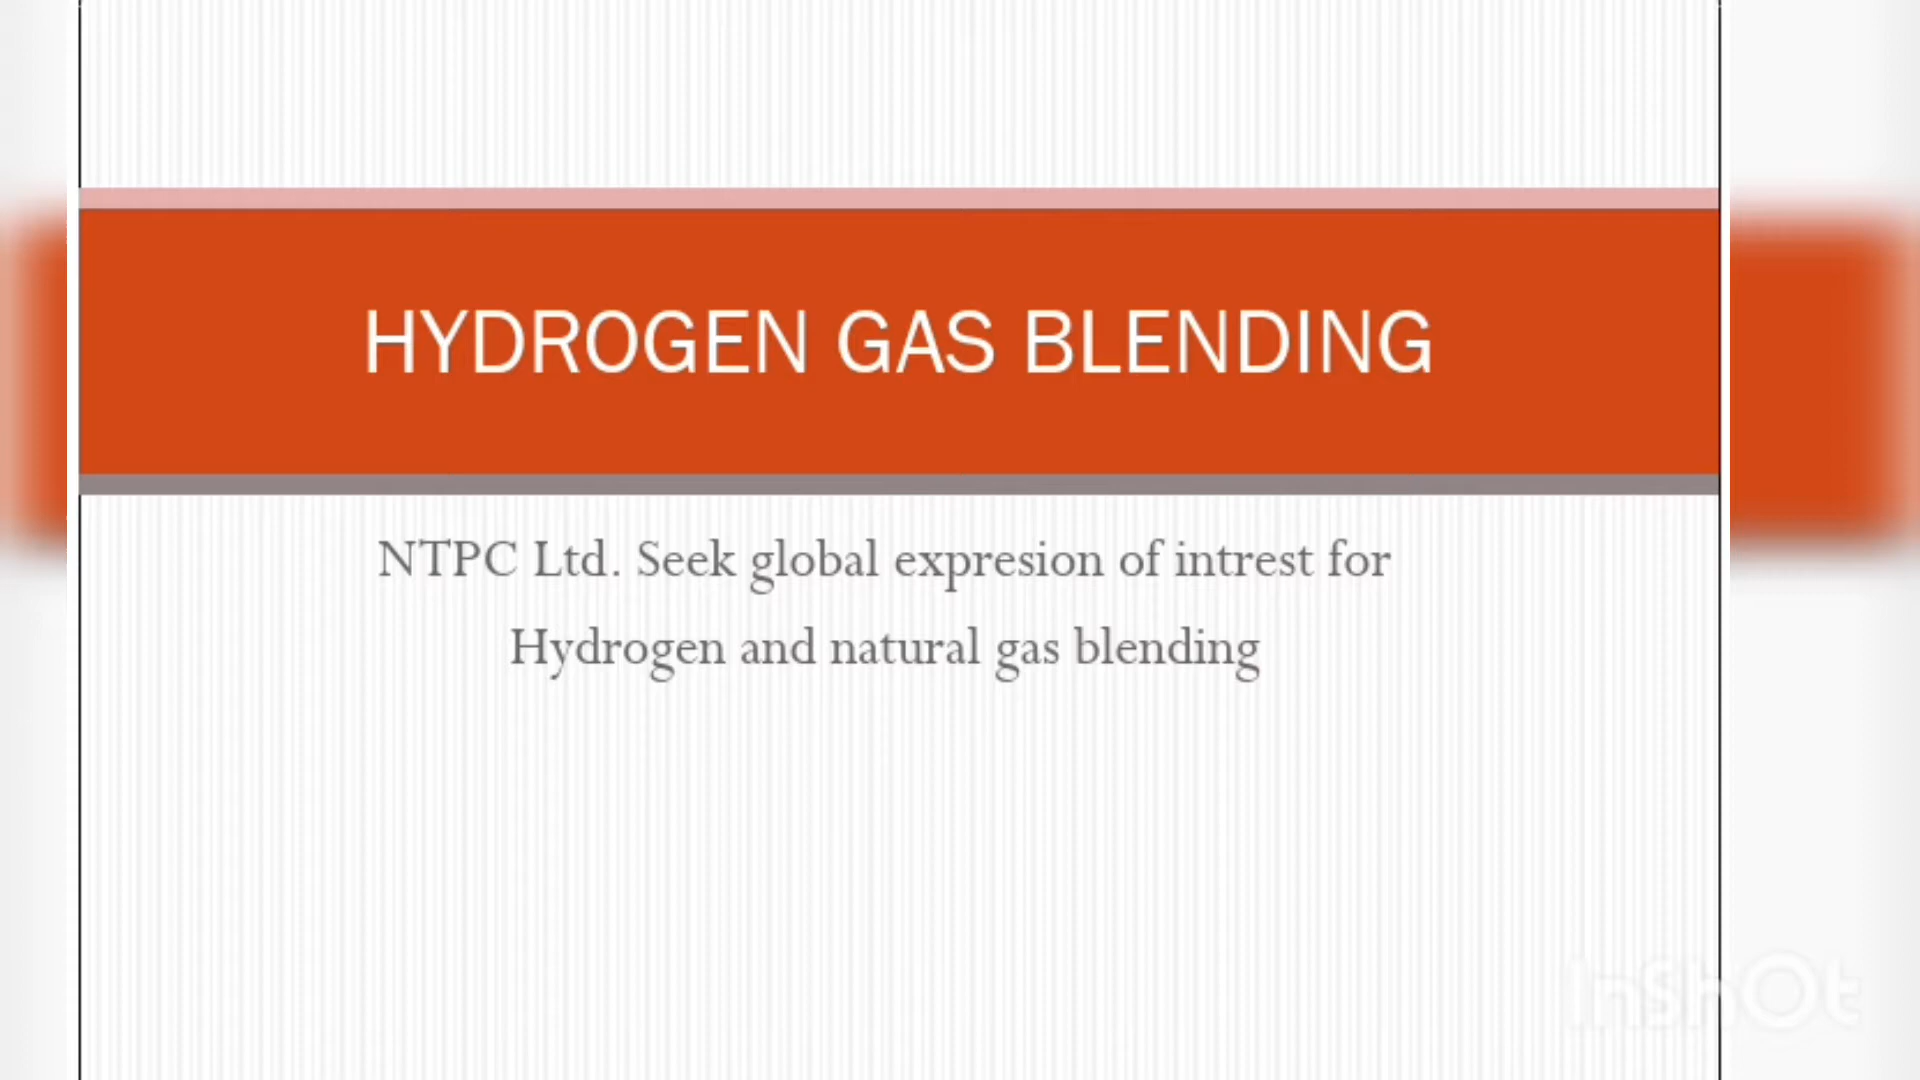 HYDROGEN GAS BLENDING
NTPC Ltd. Seek global expresion of intrest for
Hydrogen and natural gas blending
InShOt